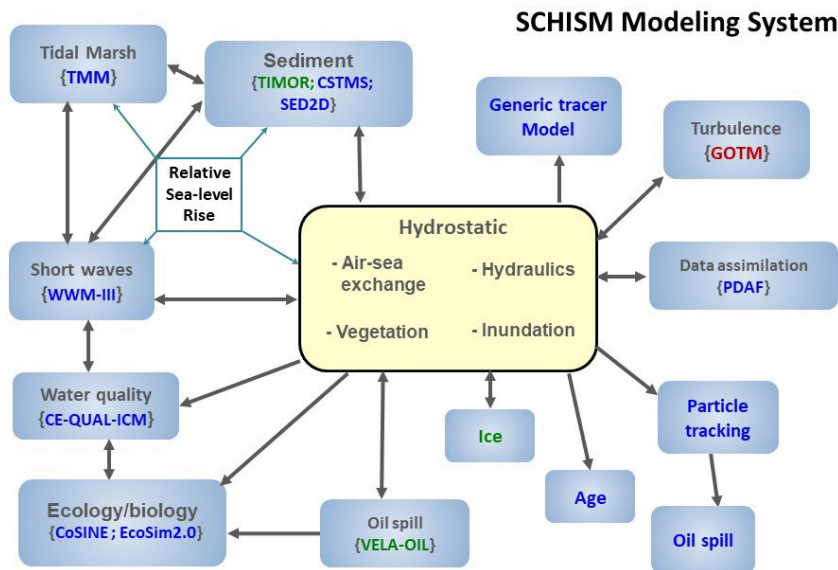 SCHISM Modeling System
Tidal Marsh
{TMM}
Sediment
{TIMOR; CSTMS;
SED2D}
Generic tracer
Model
Turbulence
{GOTM}
Relative
Sea-level
Rise
Hydrostatic
- Air-sea
exchange
- Hydraulics
- Vegetation
- Inundation
Short waves
{WWM-III}
Data assimilation
{PDAF}
Water quality
{CE-QUAL-ICM}
Ice
Particle
tracking
Ecology/biology
{CoSINE ; EcoSim2.0}
Oil spill
{VELA-OIL}
Age
Oil spill